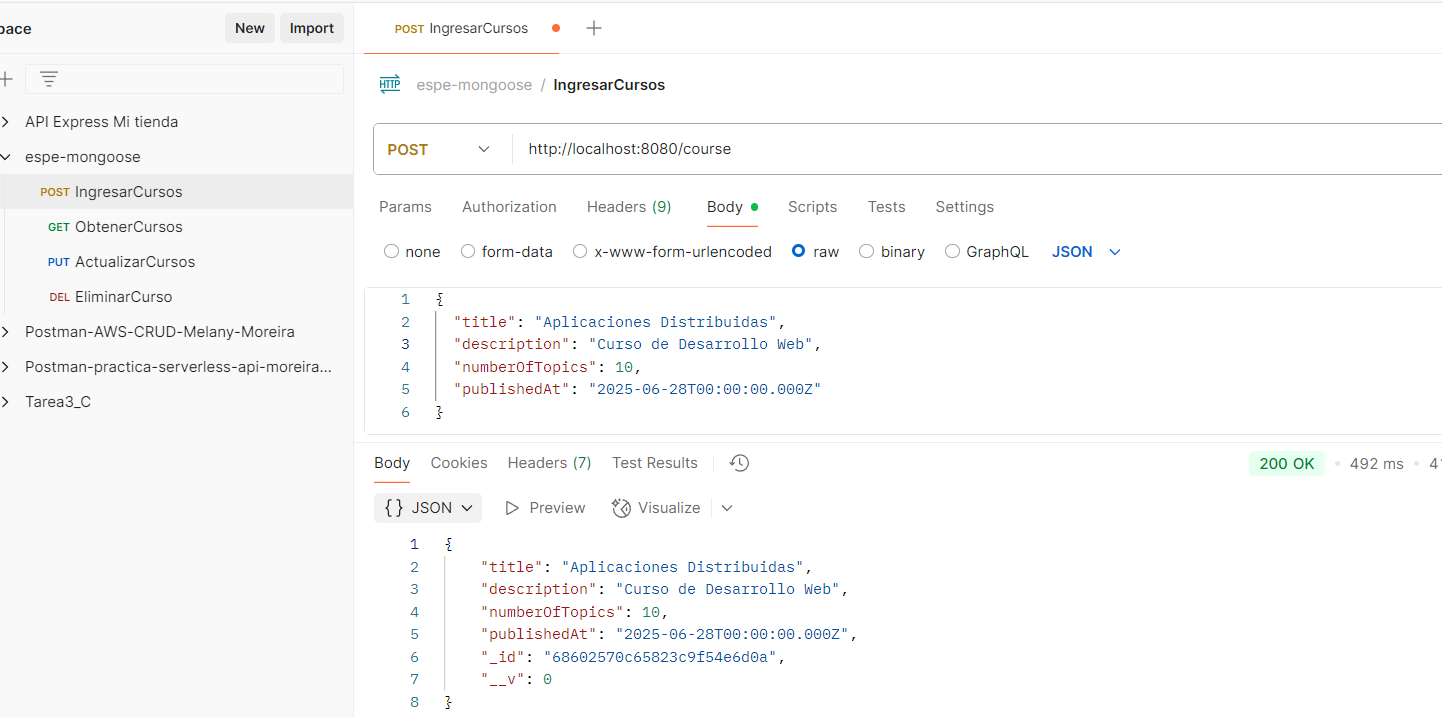 pace
New
Import
POST IngresarCursos
API Express Mi tienda
espe-mongoose
POST IngresarCursos
GET ObtenerCursos
PUT ActualizarCursos
DEL EliminarCurso
Postman-AWS-CRUD-Melany-Moreira
Postman-practica-serverless-api-moreira...
Tarea3_C
HTTP espe-mongoose / IngresarCursos
POST http://localhost:8080/course
Params Authorization Headers (9) Body Scripts Tests Settings
none form-data x-www-form-urlencoded raw binary GraphQL JSON
1 {
2 "title": "Aplicaciones Distribuidas",
3 "description": "Curso de Desarrollo Web",
4 "numberOfTopics": 10,
5 "publishedAt": "2025-06-28T00:00:00.000Z"
6 }
Body Cookies Headers (7) Test Results 200 OK • 492 ms •
{} JSON Preview Visualize
1 {
2 "title": "Aplicaciones Distribuidas",
3 "description": "Curso de Desarrollo Web",
4 "numberOfTopics": 10,
5 "publishedAt": "2025-06-28T00:00:00.000Z",
6 "_id": "68602570c65823c9f54e6d0a",
7 "__v": 0
8 }